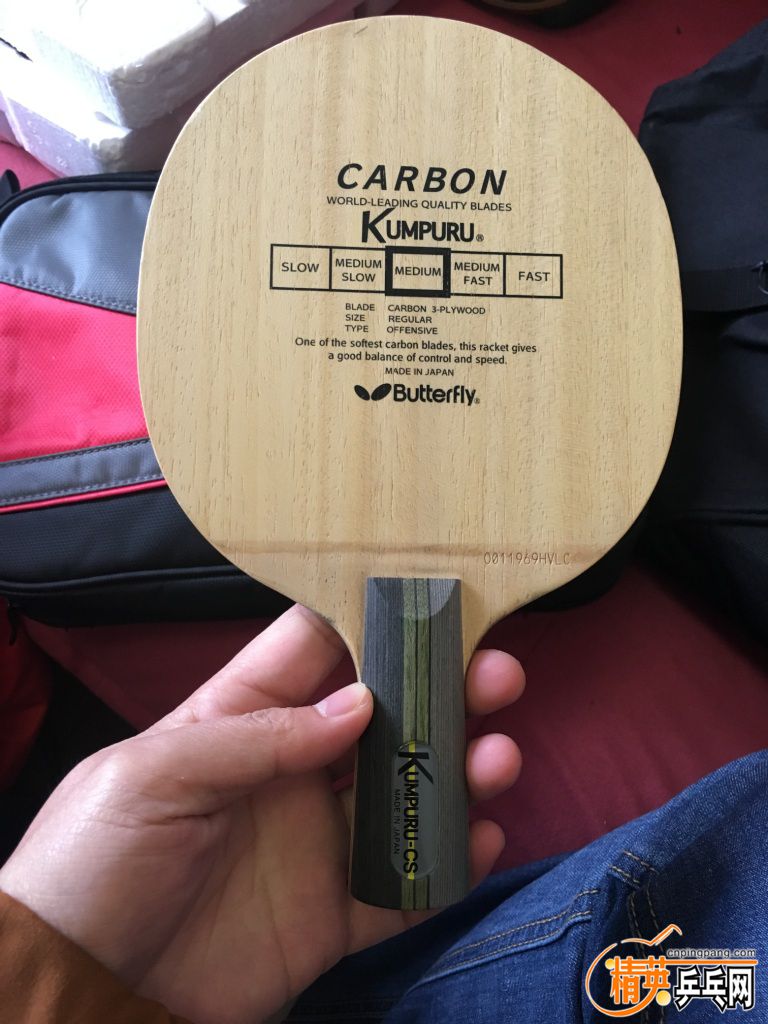 CARBON
WORLD-LEADING QUALITY BLADES
KUMPURU®
SLOW MEDIUM SLOW MEDIUM MEDIUM FAST FAST
BLADE CARBON 3-PLYWOOD
SIZE REGULAR
TYPE OFFENSIVE
One of the softest carbon blades, this racket gives
a good balance of control and speed.
MADE IN JAPAN
Butterfly®
0011969HVLC
KUMPURU-CS
MADE IN JAPAN
cnpingpang.com
精英乒乓网